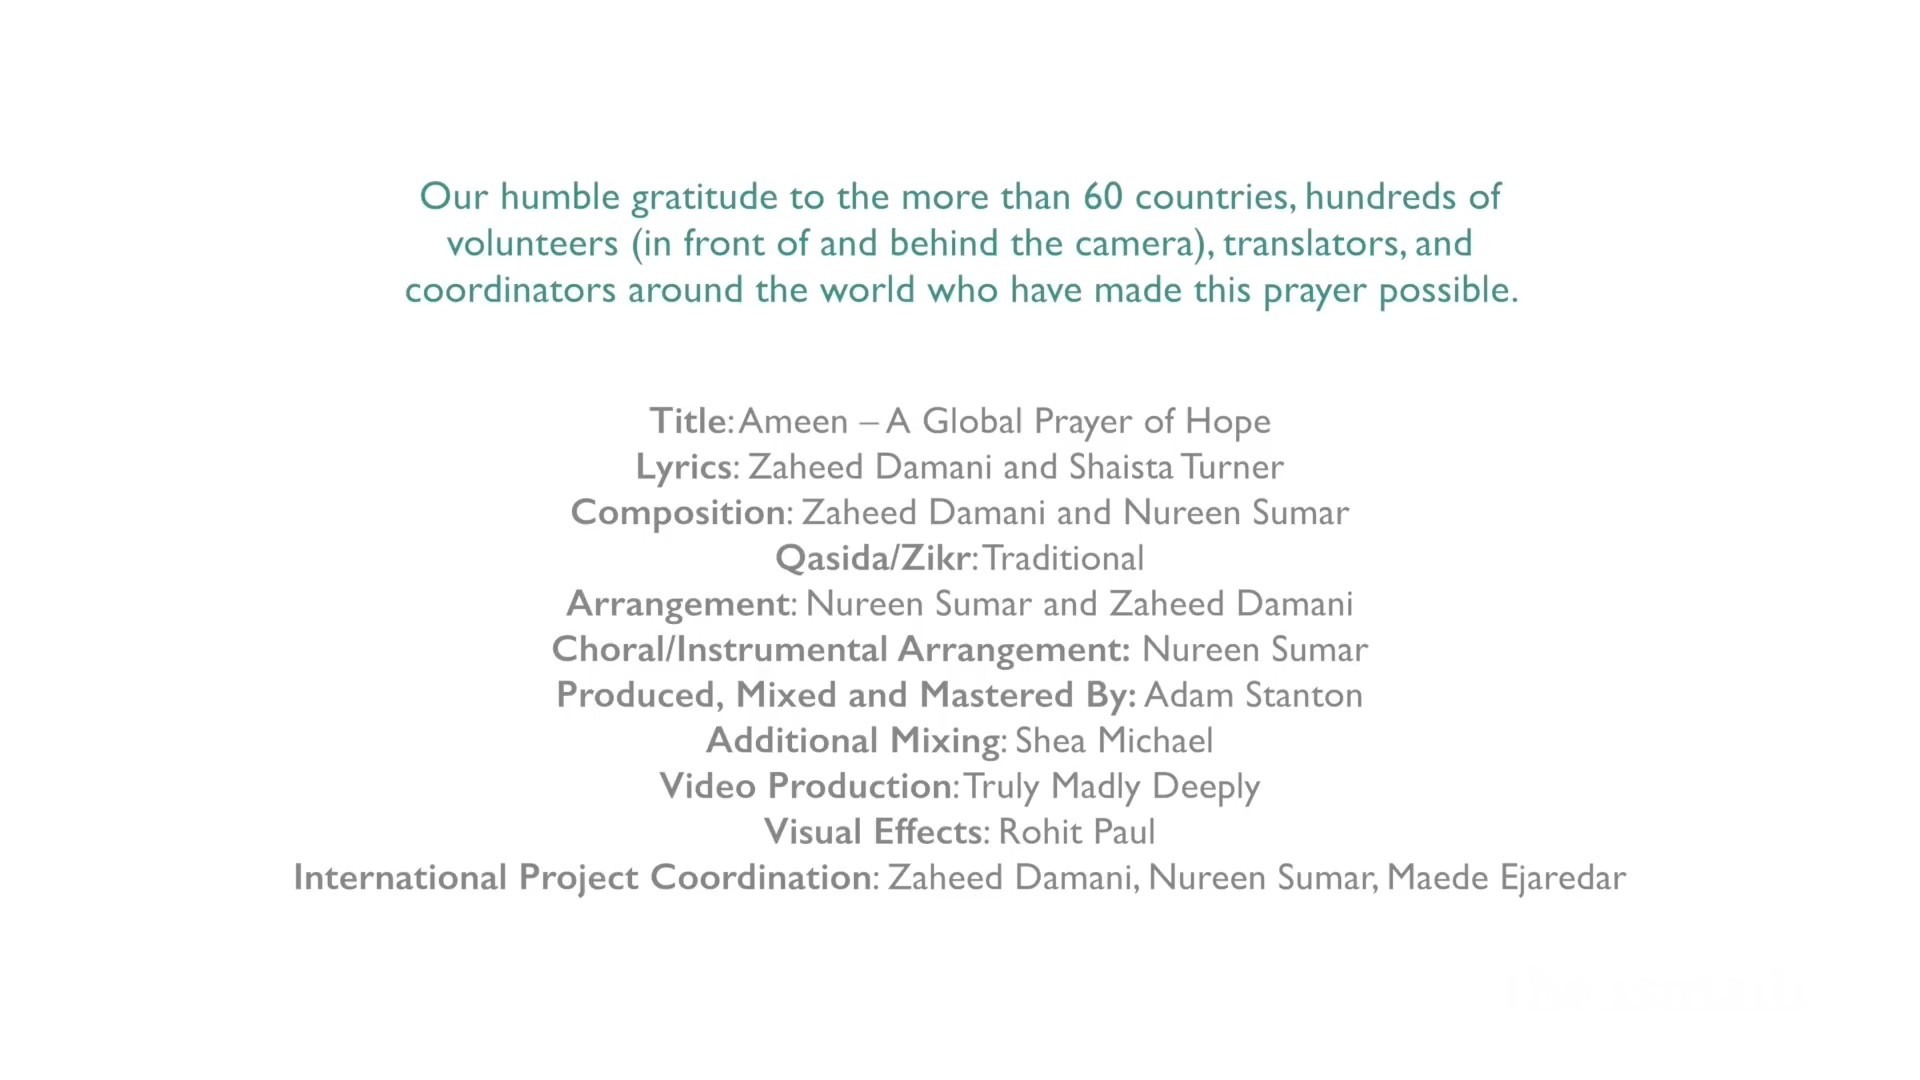 Our humble gratitude to the more than 60 countries, hundreds of
volunteers (in front of and behind the camera), translators, and
coordinators around the world who have made this prayer possible.
Title: Ameen – A Global Prayer of Hope
Lyrics: Zaheed Damani and Shaista Turner
Composition: Zaheed Damani and Nureen Sumar
Qasida/Zikr: Traditional
Arrangement: Nureen Sumar and Zaheed Damani
Choral/Instrumental Arrangement: Nureen Sumar
Produced, Mixed and Mastered By: Adam Stanton
Additional Mixing: Shea Michael
Video Production: Truly Madly Deeply
Visual Effects: Rohit Paul
International Project Coordination: Zaheed Damani, Nureen Sumar, Maede Ejaredar